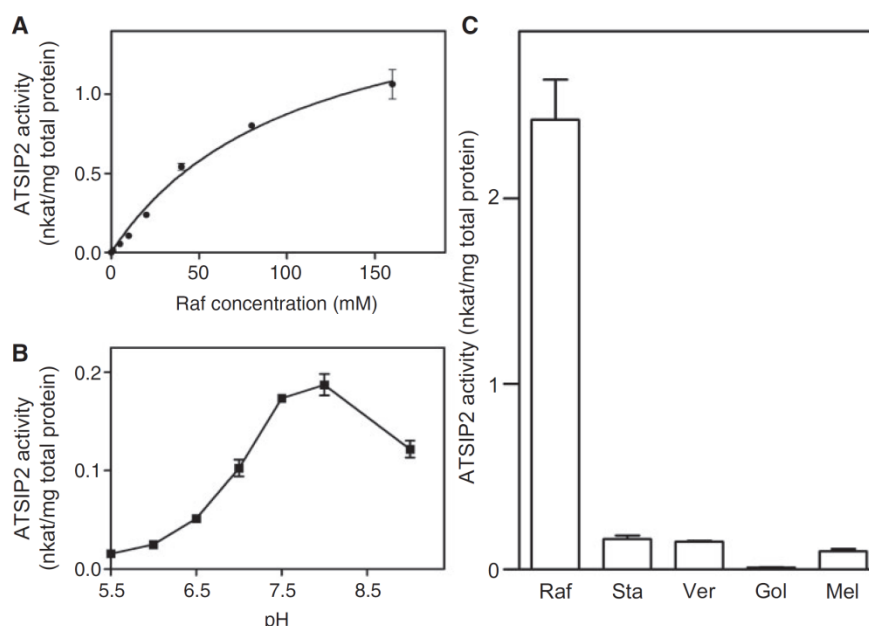 A
ATSIP2 activity
(nkat/mg total protein)
1.0
0.5
0.0
0 50 100 150
Raf concentration (mM)
B
ATSIP2 activity
(nkat/mg total protein)
0.2
0.1
0.0
5.5 6.5 7.5 8.5
pH
C
ATSIP2 activity (nkat/mg total protein)
2
2
0
Raf Sta Ver Gol Mel